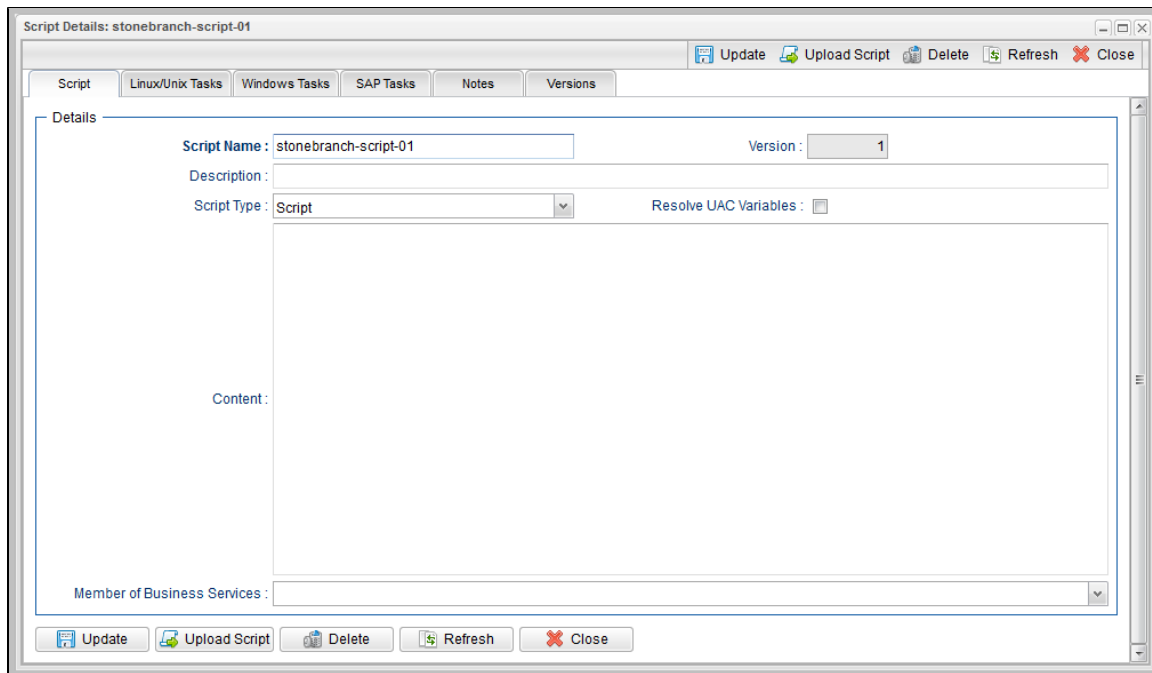 Script Details: stonebranch-script-01
Update Upload Script Delete Refresh Close
Script Linux/Unix Tasks Windows Tasks SAP Tasks Notes Versions
Details
Script Name : stonebranch-script-01 Version : 1
Description :
Script Type : Script Resolve UAC Variables :
Content :
Member of Business Services :
Update Upload Script Delete Refresh Close